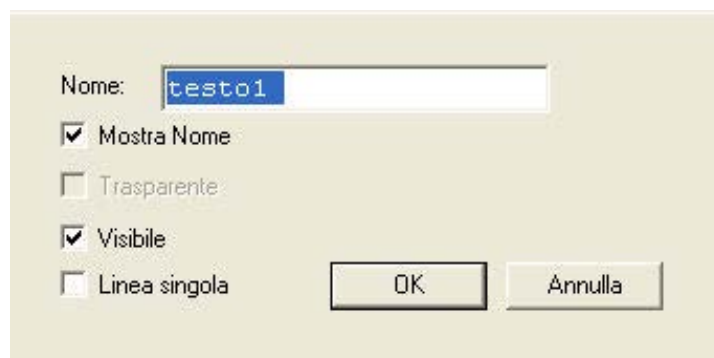 Nome: testo1
Mostra Nome
Trasparente
Visibile
Linea singola
OK Annulla